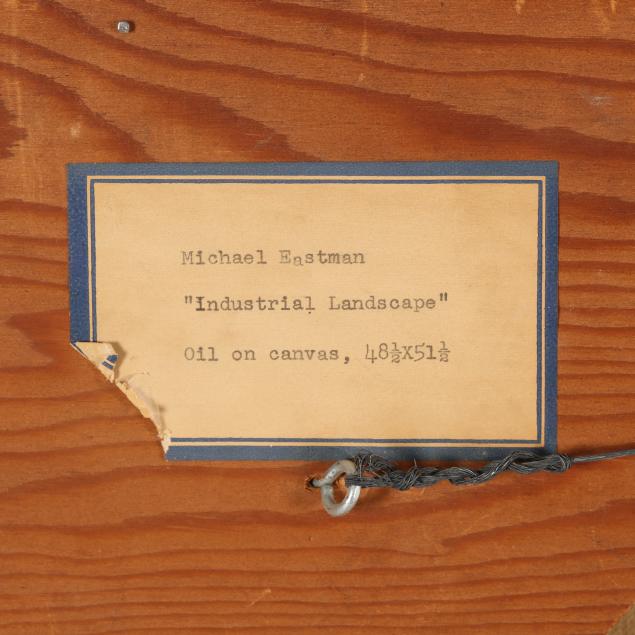 Michael Eastman
"Industrial Landscape"
Oil on canvas, 48½X51½